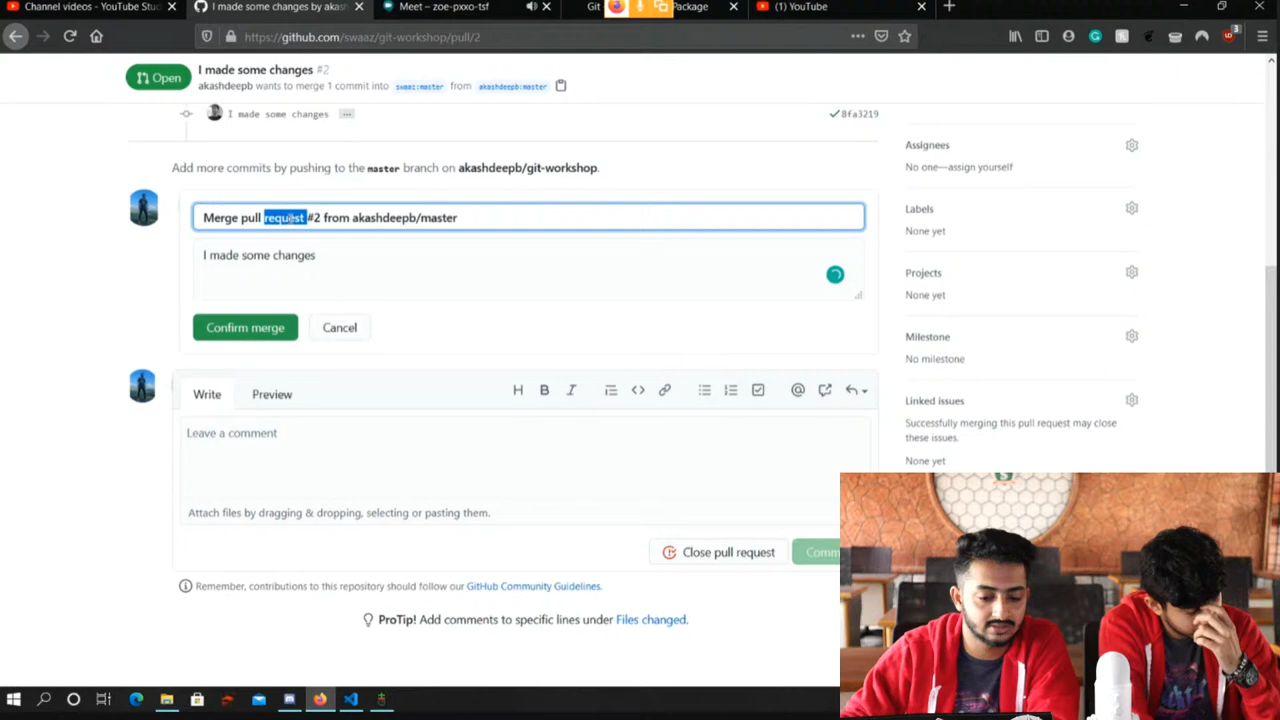 Channel videos - YouTube Stu
I made some changes by akash
Meet – zoe-pxxo-tsf
Git
Package
(1) YouTube
https://github.com/swaaz/git-workshop/pull/2
3
Open
I made some changes #2
akashdeepb wants to merge 1 commit into swaaz:master from akashdeepb:master
I made some changes
8fa3219
Add more commits by pushing to the master branch on akashdeepb/git-workshop.
Merge pull request #2 from akashdeepb/master
I made some changes
Confirm merge
Cancel
Write
Preview
Leave a comment
Attach files by dragging & dropping, selecting or pasting them.
Close pull request
Comm
Remember, contributions to this repository should follow our GitHub Community Guidelines.
ProTip! Add comments to specific lines under Files changed.
Assignees
No one—assign yourself
Labels
None yet
Projects
None yet
Milestone
No milestone
Linked issues
Successfully merging this pull request may close
these issues.
None yet